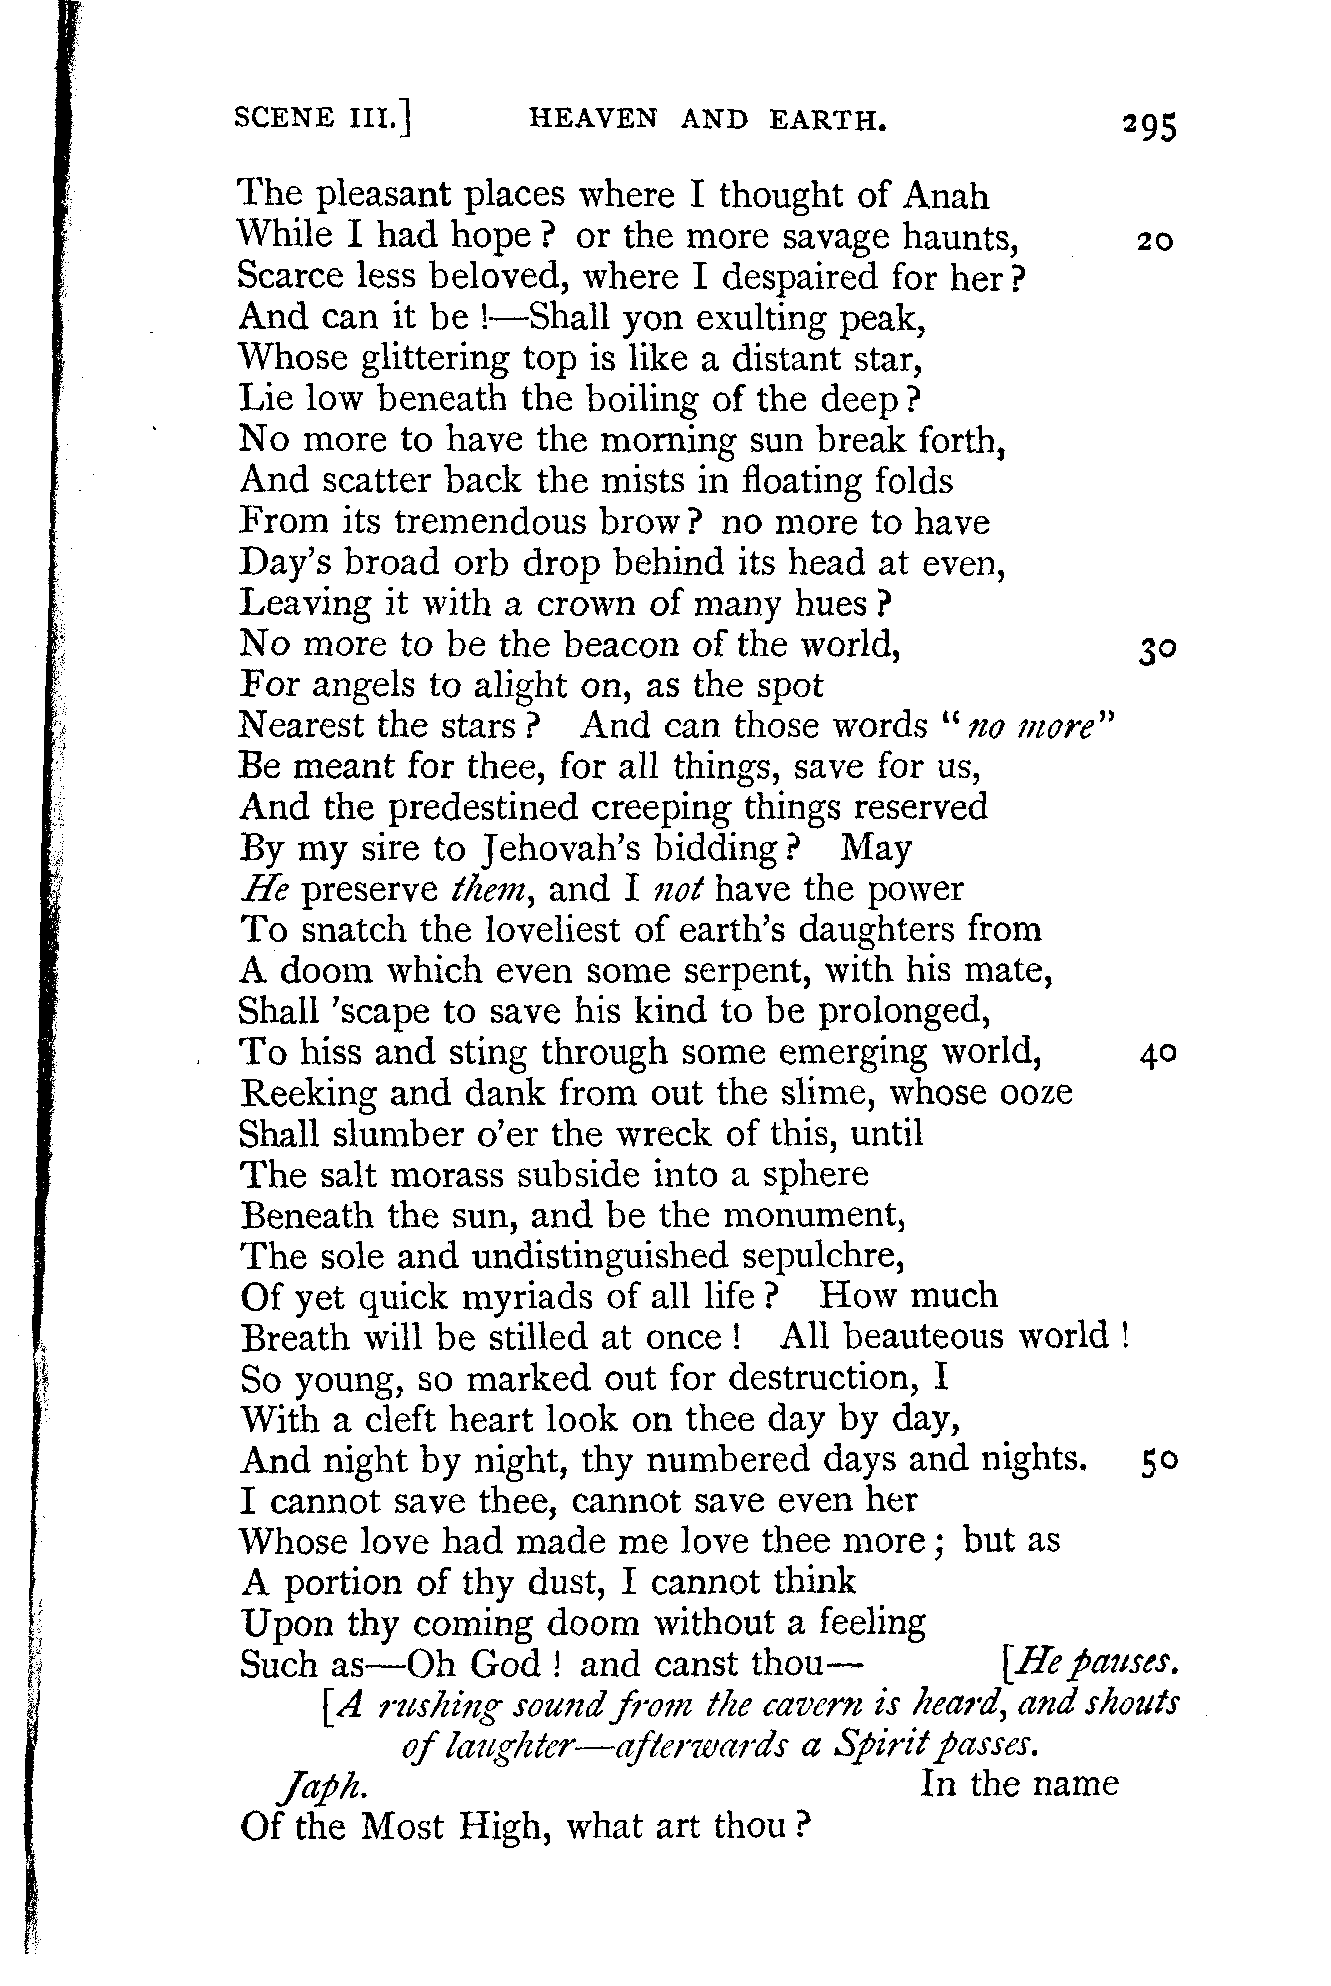 SCENE III.] HEAVEN AND EARTH. 295
The pleasant places where I thought of Anah
While I had hope? or the more savage haunts, 20
Scarce less beloved, where I despaired for her?
And can it be!—Shall yon exulting peak,
Whose glittering top is like a distant star,
Lie low beneath the boiling of the deep?
No more to have the morning sun break forth,
And scatter back the mists in floating folds
From its tremendous brow? no more to have
Day's broad orb drop behind its head at even,
Leaving it with a crown of many hues?
No more to be the beacon of the world, 30
For angels to alight on, as the spot
Nearest the stars? And can those words "no more"
Be meant for thee, for all things, save for us,
And the predestined creeping things reserved
By my sire to Jehovah's bidding? May
He preserve them, and I not have the power
To snatch the loveliest of earth's daughters from
A doom which even some serpent, with his mate,
Shall 'scape to save his kind to be prolonged,
To hiss and sting through some emerging world, 40
Reeking and dank from out the slime, whose ooze
Shall slumber o'er the wreck of this, until
The salt morass subside into a sphere
Beneath the sun, and be the monument,
The sole and undistinguished sepulchre,
Of yet quick myriads of all life? How much
Breath will be stilled at once! All beauteous world!
So young, so marked out for destruction, I
With a cleft heart look on thee day by day,
And night by night, thy numbered days and nights. 50
I cannot save thee, cannot save even her
Whose love had made me love thee more; but as
A portion of thy dust, I cannot think
Upon thy coming doom without a feeling
Such as—Oh God! and canst thou— [He pauses.
[A rushing sound from the cavern is heard, and shouts
of laughter—afterwards a Spirit passes.
Japh. In the name
Of the Most High, what art thou?